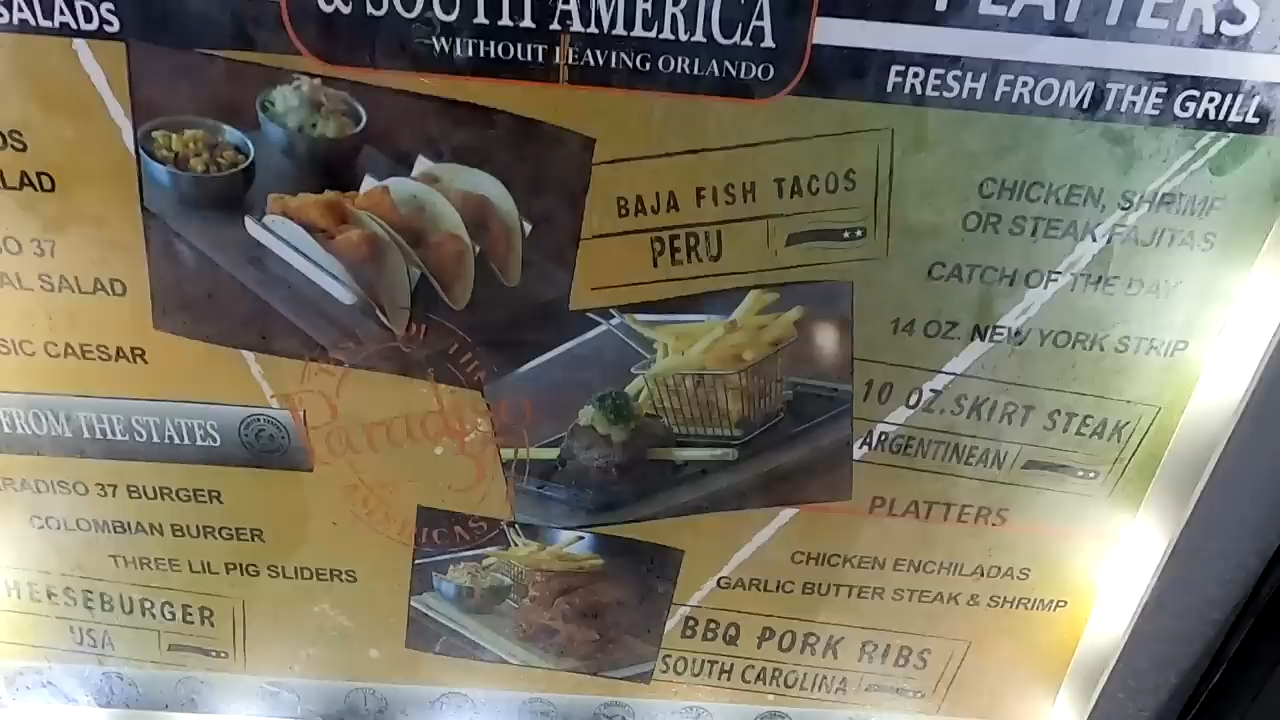 SALADS
& SOUTH AMERICA
WITHOUT LEAVING ORLANDO
PLATTERS
FRESH FROM THE GRILL
LAD
37
AL SALAD
SIC CAESAR
FROM THE STATES
RADISO 37 BURGER
COLOMBIAN BURGER
THREE LIL PIG SLIDERS
HEESEBURGER
USA
BAJA FISH TACOS
PERU
Paradiso
37
CHICKEN, SHRIMP
OR STEAK FAJITAS
CATCH OF THE DAY
14 OZ. NEW YORK STRIP
10 OZ. SKIRT STEAK
ARGENTINEAN
PLATTERS
CHICKEN ENCHILADAS
GARLIC BUTTER STEAK & SHRIMP
BBQ PORK RIBS
SOUTH CAROLINA